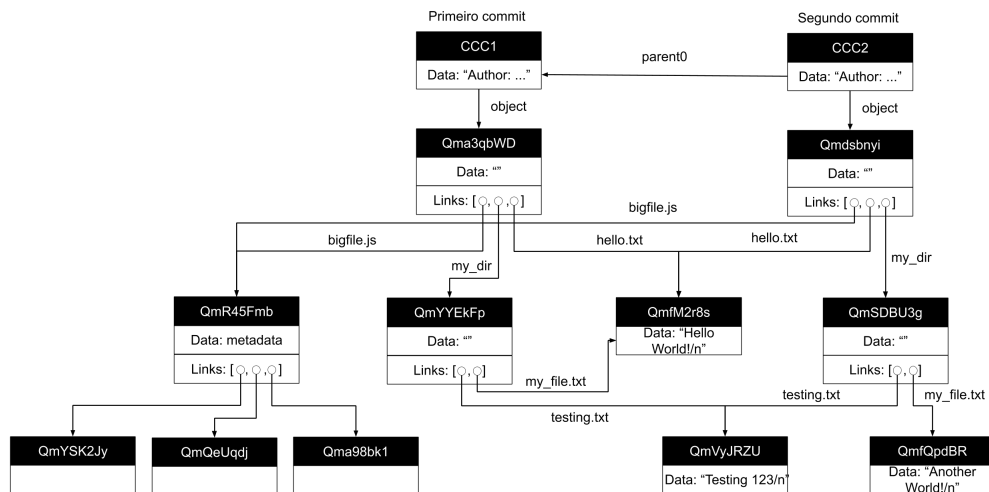 Primeiro commit
Segundo commit
CCC1
CCC2
parent0
Data: “Author: ...”
Data: “Author: ...”
object
object
Qma3qbWD
Qmdsbnyi
Data: “”
Data: “”
Links: [ , , ]
Links: [ , , ]
bigfile.js
bigfile.js
hello.txt
hello.txt
my_dir
my_dir
QmR45Fmb
QmYYEkFp
QmfM2r8s
QmSDBU3g
Data: metadata
Data: “”
Data: “Hello
World!/n”
Data: “”
Links: [ , , ]
Links: [ , ]
Links: [ , ]
my_file.txt
testing.txt
my_file.txt
testing.txt
QmYSK2Jy
QmQeUqdj
Qma98bk1
QmVyJRZU
QmfQpdBR
Data: “Testing 123/n”
Data: “Another
World!/n”